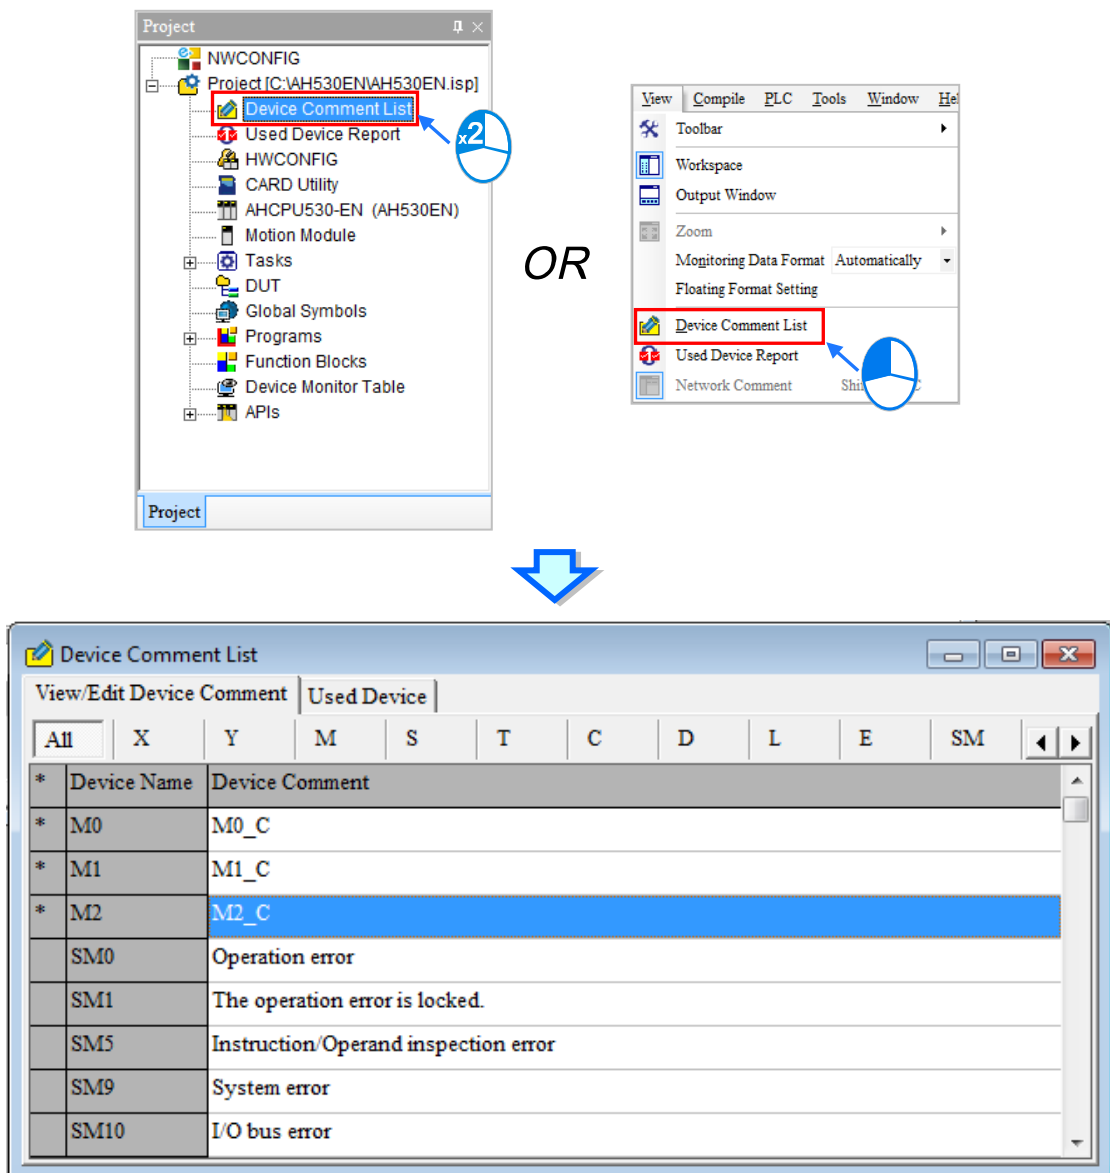 Project
NWCONFIG
Project [C:\AH530EN\AH530EN.isp]
Device Comment List
Used Device Report
HWCONFIG
CARD Utility
AHCPU530-EN (AH530EN)
Motion Module
Tasks
DUT
Global Symbols
Programs
Function Blocks
Device Monitor Table
APIs
Project
x2
OR
View Compile PLC Tools Window He
Toolbar
Workspace
Output Window
Zoom
Monitoring Data Format Automatically
Floating Format Setting
Device Comment List
Used Device Report
Network Comment C
Device Comment List
View/Edit Device Comment Used Device
All X Y M S T C D L E SM
* Device Name Device Comment
* M0 M0_C
* M1 M1_C
* M2 M2_C
SM0 Operation error
SM1 The operation error is locked.
SM5 Instruction/Operand inspection error
SM9 System error
SM10 I/O bus error